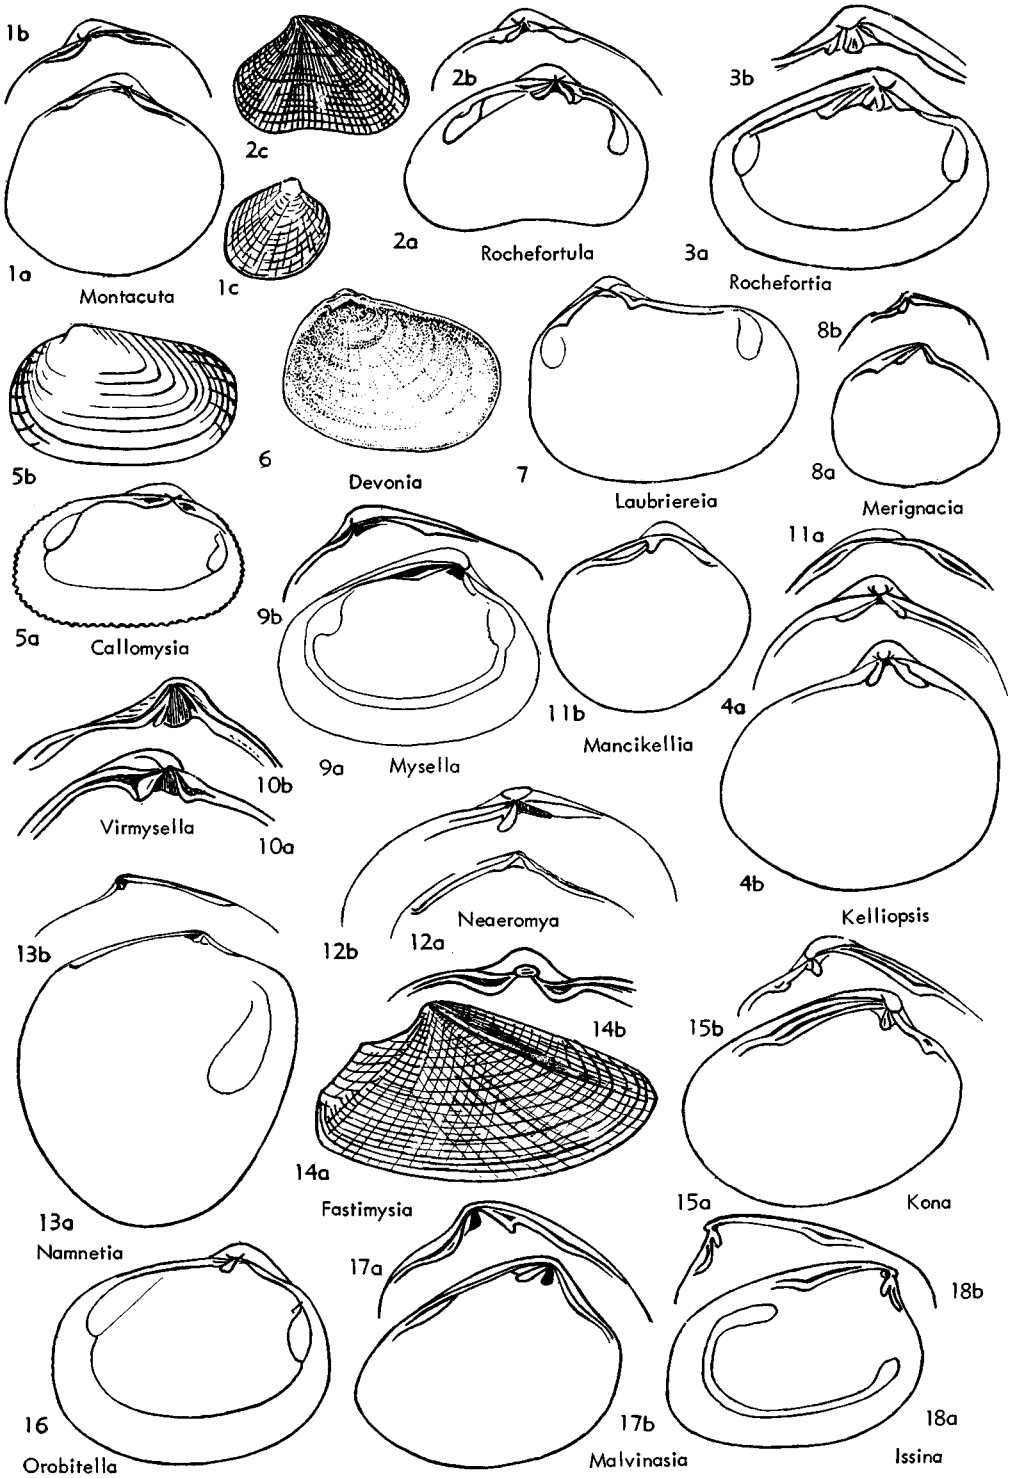 1b
2c
2b
3b
1a
Montacuta
1c
2a
Rochefortula
3a
Rochefortia
8b
5b
6
Devonia
7
Laubriereia
8a
Merignacia
11a
5a
Callomysia
9b
11b
Mancikellia
4a
10b
9a
Mysella
Virmysella
10a
4b
Kelliopsis
13b
12b
12a
Neaeromya
14b
15b
14a
Fastimysia
15a
Kona
13a
Namnetia
17a
18b
16
Orobitella
17b
Malvinasia
18a
Issina